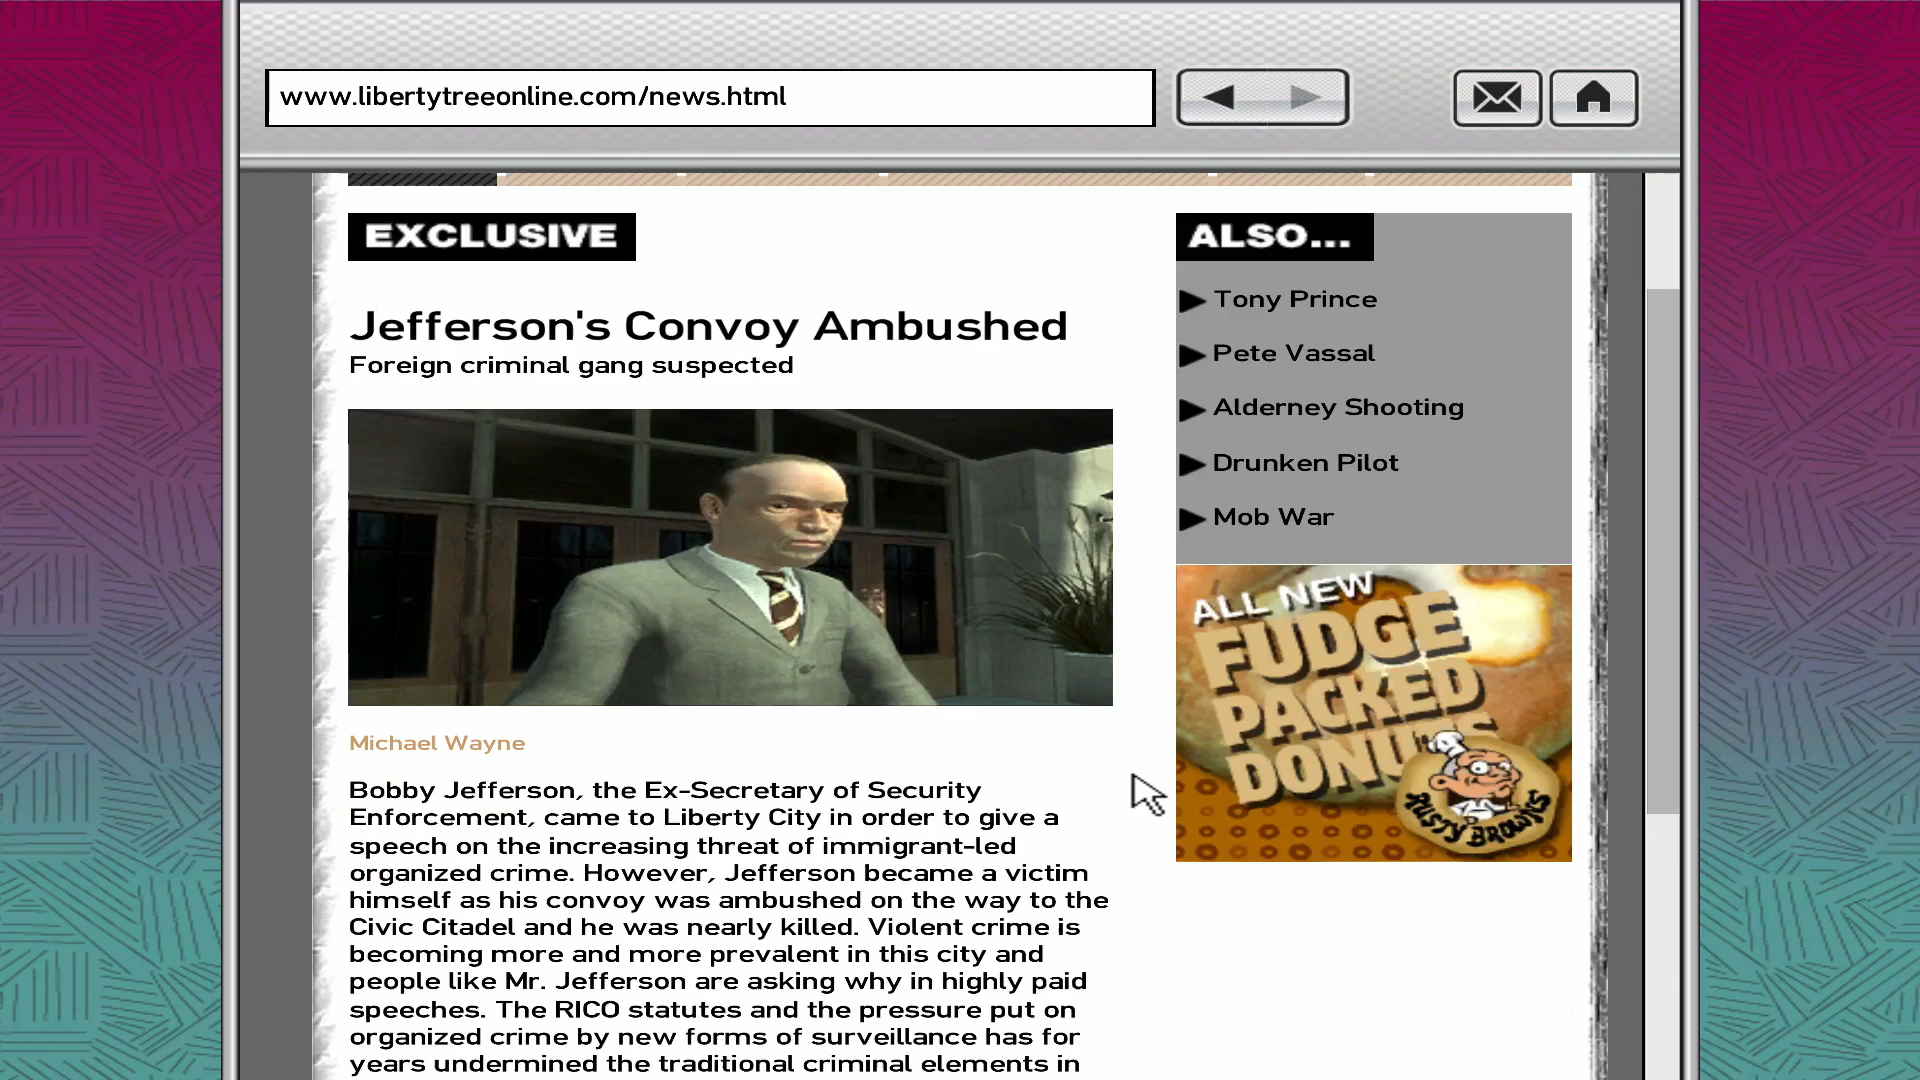 www.libertytreeonline.com/news.html
EXCLUSIVE
Jefferson's Convoy Ambushed
Foreign criminal gang suspected
Michael Wayne
Bobby Jefferson, the Ex-Secretary of Security
Enforcement, came to Liberty City in order to give a
speech on the increasing threat of immigrant-led
organized crime. However, Jefferson became a victim
himself as his convoy was ambushed on the way to the
Civic Citadel and he was nearly killed. Violent crime is
becoming more and more prevalent in this city and
people like Mr. Jefferson are asking why in highly paid
speeches. The RICO statutes and the pressure put on
organized crime by new forms of surveillance has for
years undermined the traditional criminal elements in
ALSO...
Tony Prince
Pete Vassal
Alderney Shooting
Drunken Pilot
Mob War
ALL NEW
FUDGE
PACKED
DONUTS
RUSTY BROWN'S